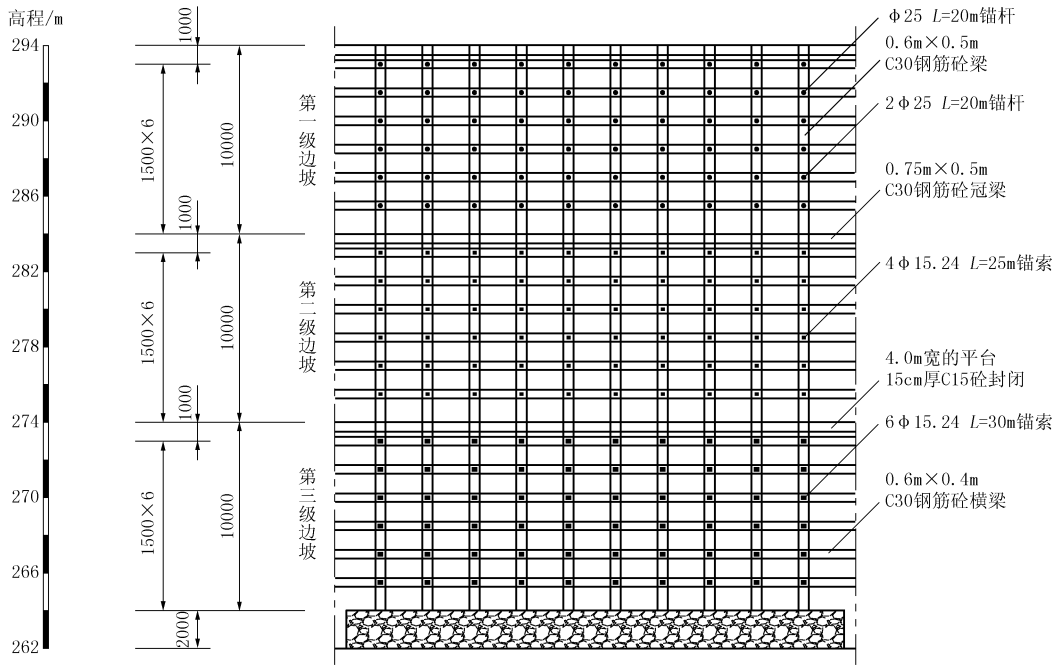 高程/m
294
290
286
282
278
274
270
266
262
1000
1500×6
10000
1000
1500×6
10000
1000
1500×6
10000
2000
第一级边坡
第二级边坡
第三级边坡
ф25 L=20m锚杆
0.6m×0.5m
C30钢筋砼梁
2ф25 L=20m锚杆
0.75m×0.5m
C30钢筋砼冠梁
4ф15.24 L=25m锚索
4.0m宽的平台
15cm厚C15砼封闭
6ф15.24 L=30m锚索
0.6m×0.4m
C30钢筋砼横梁